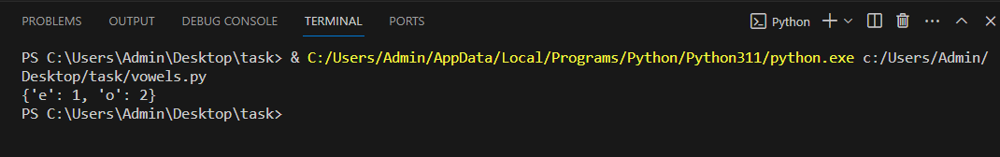 PROBLEMS OUTPUT DEBUG CONSOLE TERMINAL PORTS Python
PS C:\Users\Admin\Desktop\task> & C:/Users/Admin/AppData/Local/Programs/Python/Python311/python.exe c:/Users/Admin/
Desktop/task/vowels.py
{'e': 1, 'o': 2}
PS C:\Users\Admin\Desktop\task>